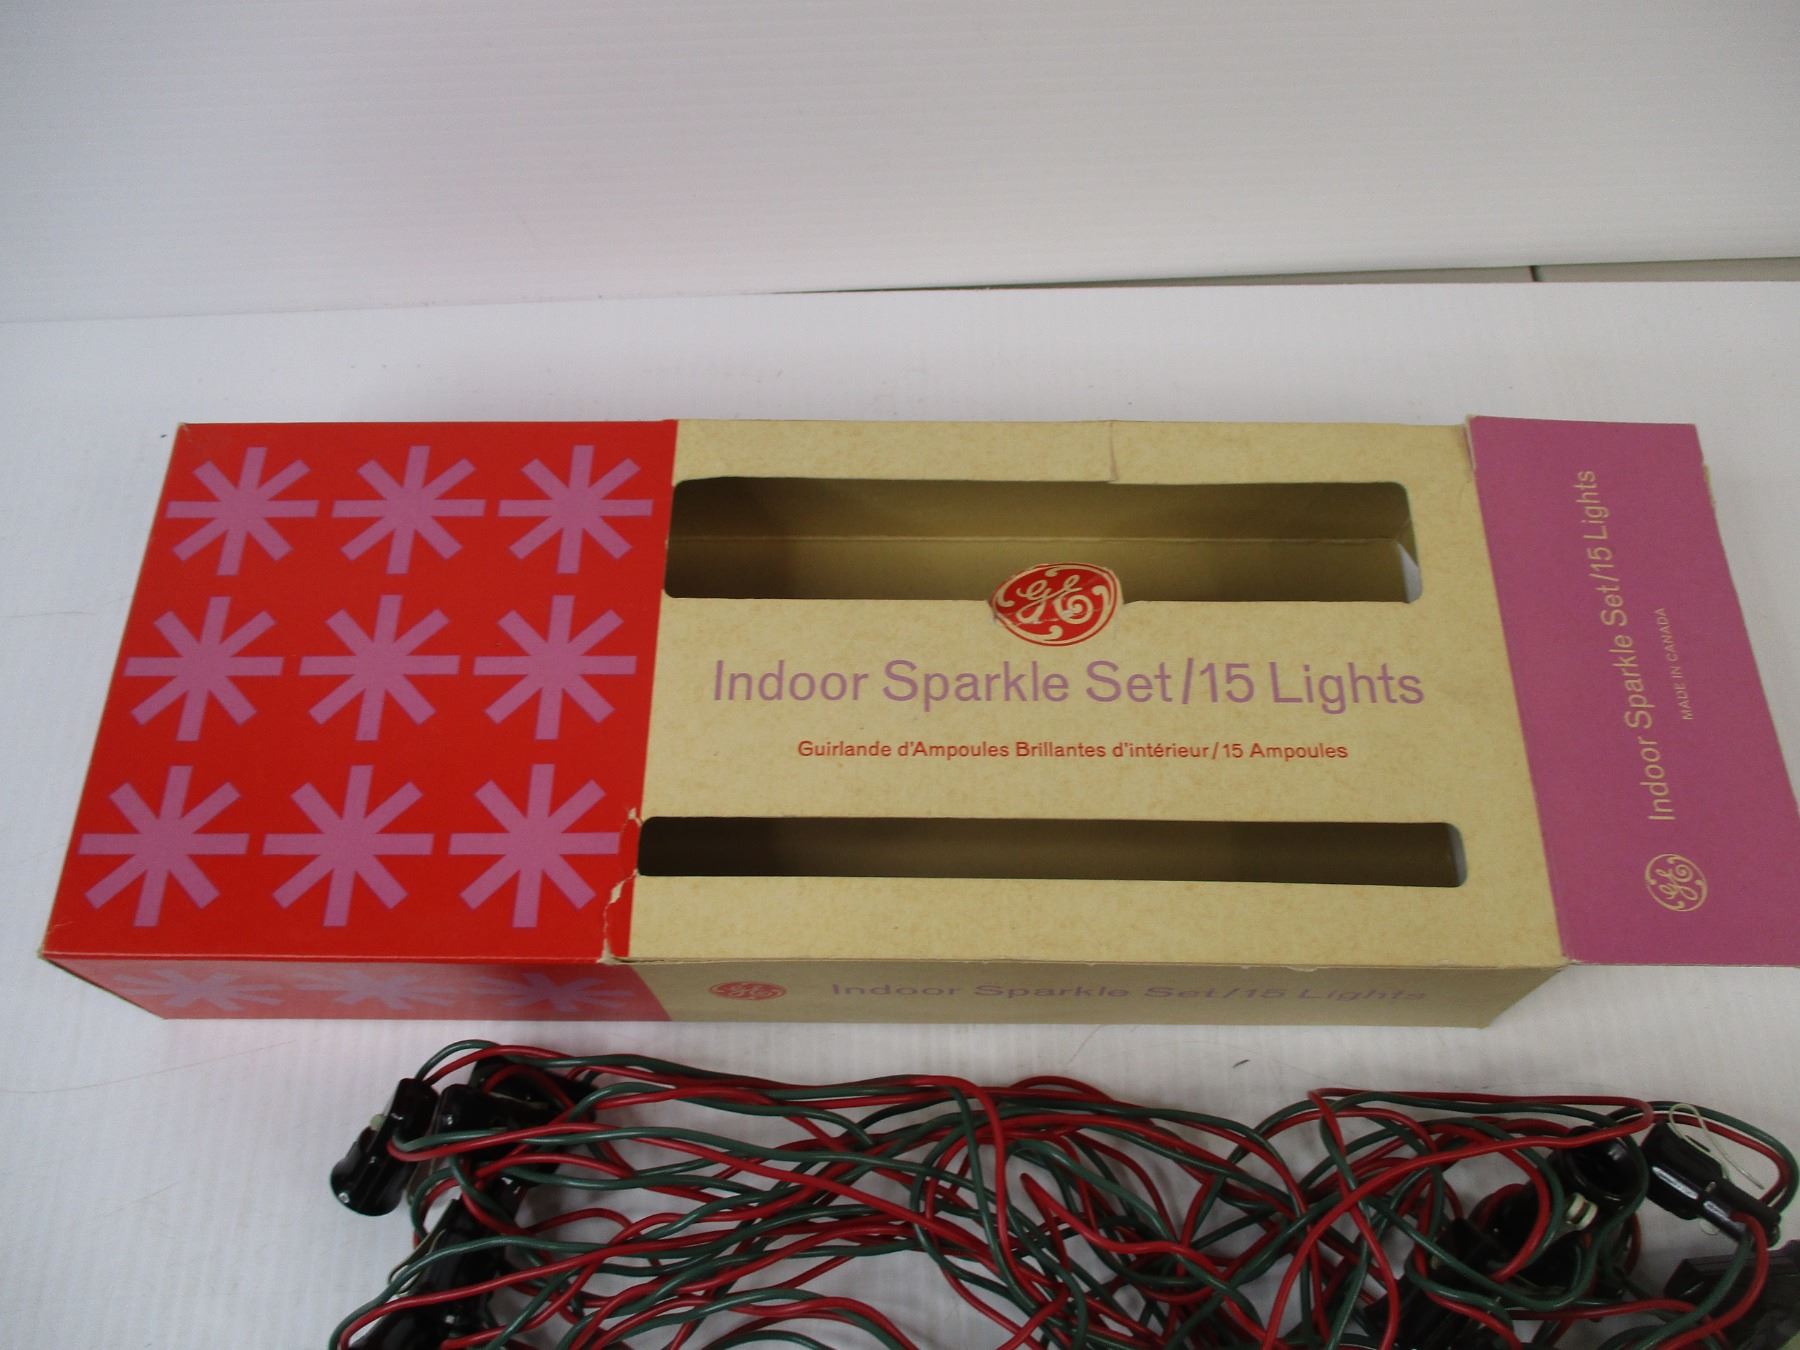 GE
Indoor Sparkle Set/15 Lights
Guirlande d'Ampoules Brillantes d'intérieur/15 Ampoules
GE
Indoor Sparkle Set/15 Lights
MADE IN CANADA
GE
Indoor Sparkle Set/15 Lights